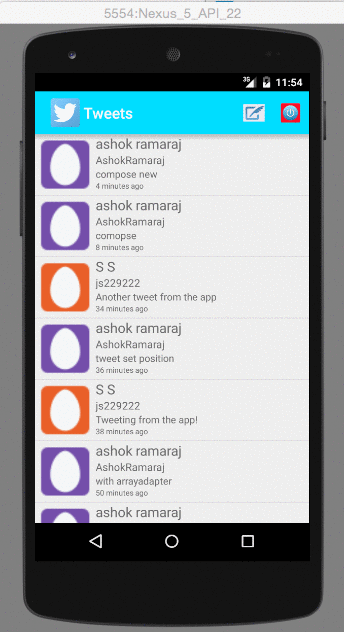 5554:Nexus_5_API_22
3G 11:54
Tweets
ashok ramaraj
AshokRamaraj
compose new
4 minutes ago
ashok ramaraj
AshokRamaraj
comopse
8 minutes ago
S S
js229222
Another tweet from the app
34 minutes ago
ashok ramaraj
AshokRamaraj
tweet set position
36 minutes ago
S S
js229222
Tweeting from the app!
38 minutes ago
ashok ramaraj
AshokRamaraj
with arrayadapter
50 minutes ago
ashok ramaraj